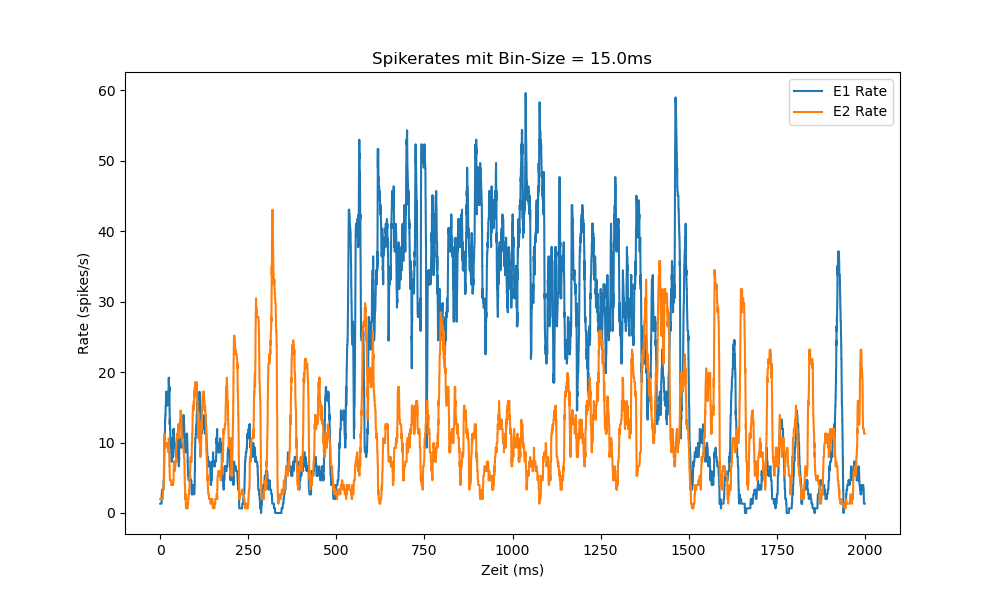 Spikerates mit Bin-Size = 15.0ms
E1 Rate
E2 Rate
60
50
40
30
20
10
0
Rate (spikes/s)
0 250 500 750 1000 1250 1500 1750 2000
Zeit (ms)